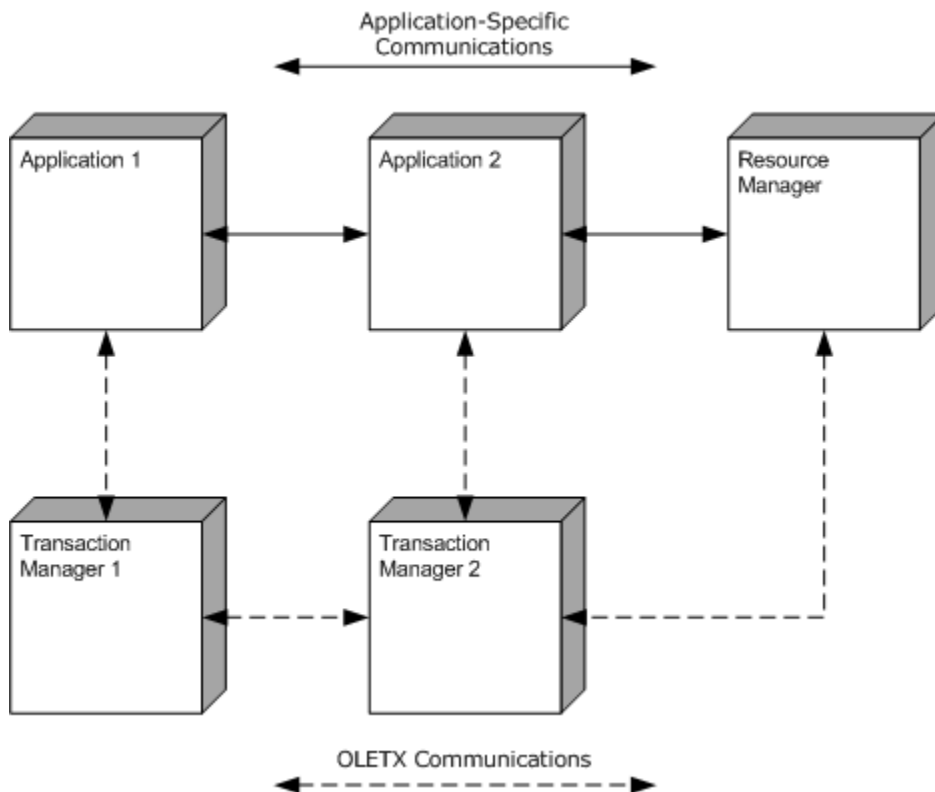 Application-Specific
Communications
Application 1
Application 2
Resource
Manager
Transaction
Manager 1
Transaction
Manager 2
OLETX Communications